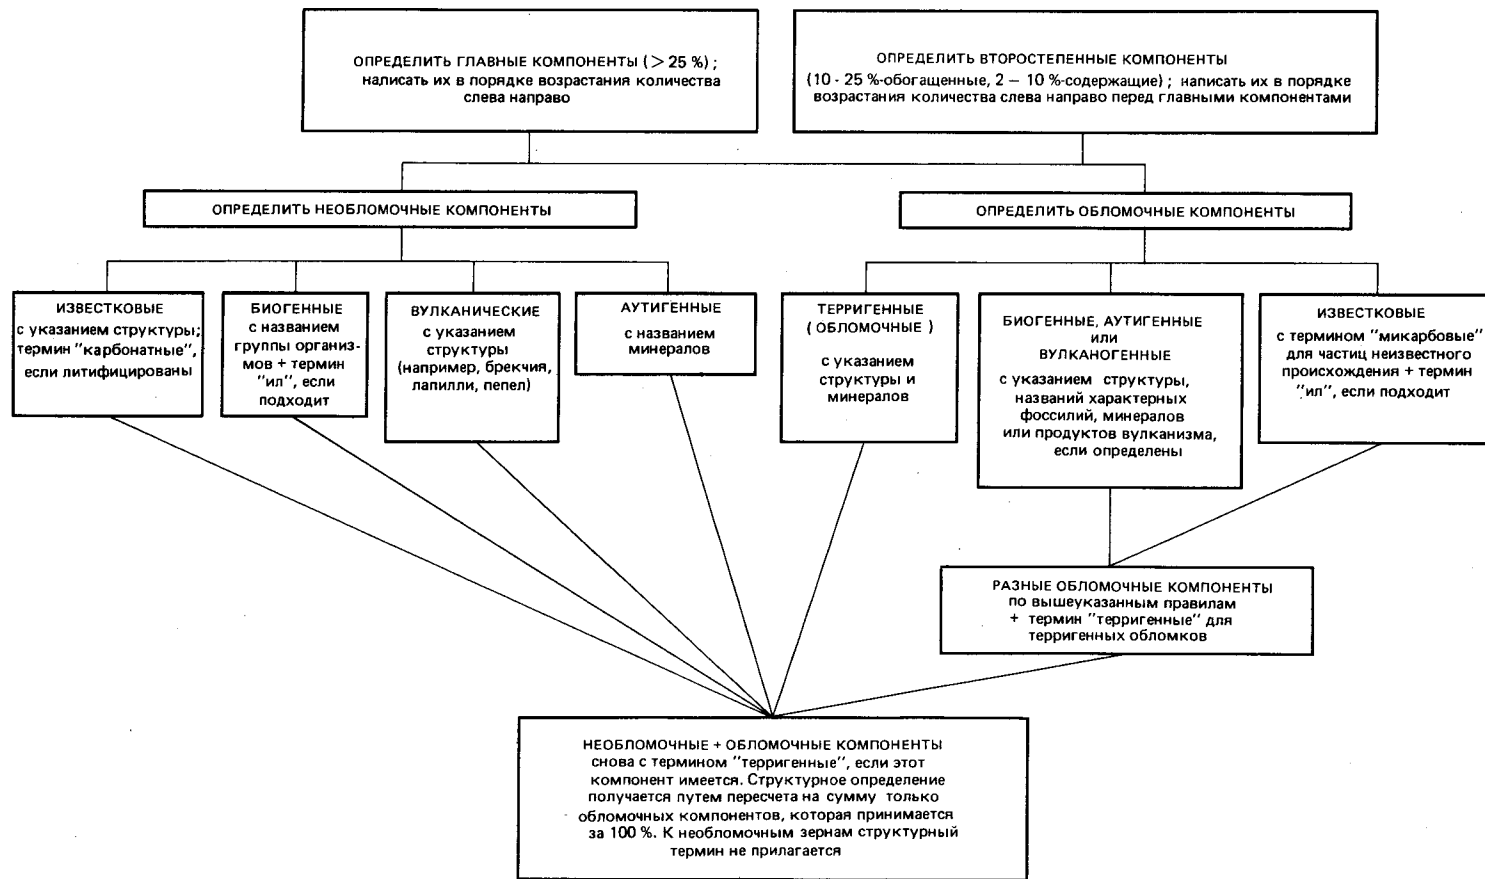 ОПРЕДЕЛИТЬ ГЛАВНЫЕ КОМПОНЕНТЫ (> 25 %) ;
написать их в порядке возрастания количества
слева направо
ОПРЕДЕЛИТЬ ВТОРОСТЕПЕННЫЕ КОМПОНЕНТЫ
(10 - 25 %-обогащенные, 2 — 10 %-содержащие) ; написать их в порядке
возрастания количества слева направо перед главными компонентами
ОПРЕДЕЛИТЬ НЕОБЛОМОЧНЫЕ КОМПОНЕНТЫ
ОПРЕДЕЛИТЬ ОБЛОМОЧНЫЕ КОМПОНЕНТЫ
ИЗВЕСТКОВЫЕ
с указанием структуры;
термин "карбонатные",
если литифицированы
БИОГЕННЫЕ
с названием
группы организ-
мов + термин
"ил", если
подходит
ВУЛКАНИЧЕСКИЕ
с указанием
структуры
(например, брекчия,
лапилли, пепел)
АУТИГЕННЫЕ
с названием
минералов
ТЕРРИГЕННЫЕ
( ОБЛОМОЧНЫЕ )
с указанием
структуры и
минералов
БИОГЕННЫЕ, АУТИГЕННЫЕ
или
ВУЛКАНОГЕННЫЕ
с указанием структуры,
названий характерных
фоссилий, минералов
или продуктов вулканизма,
если определены
ИЗВЕСТКОВЫЕ
с термином "микарбовые"
для частиц неизвестного
происхождения + термин
"ил", если подходит
РАЗНЫЕ ОБЛОМОЧНЫЕ КОМПОНЕНТЫ
по вышеуказанным правилам
+ термин "терригенные" для
терригенных обломков
НЕОБЛОМОЧНЫЕ + ОБЛОМОЧНЫЕ КОМПОНЕНТЫ
снова с термином "терригенные", если этот
компонент имеется. Структурное определение
получается путем пересчета на сумму только
обломочных компонентов, которая принимается
за 100 %. К необломочным зернам структурный
термин не прилагается